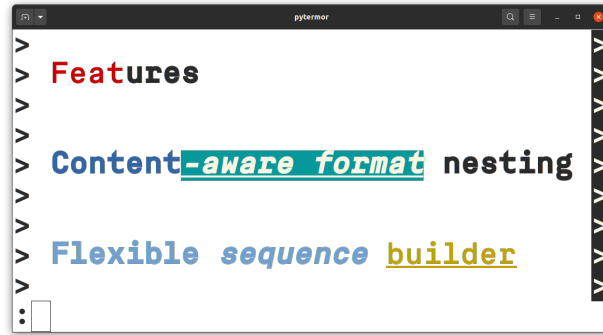 pytermor
> >
> Features >
> >
> >
> Content-aware format nesting >
> >
> >
> Flexible sequence builder >
> >
: